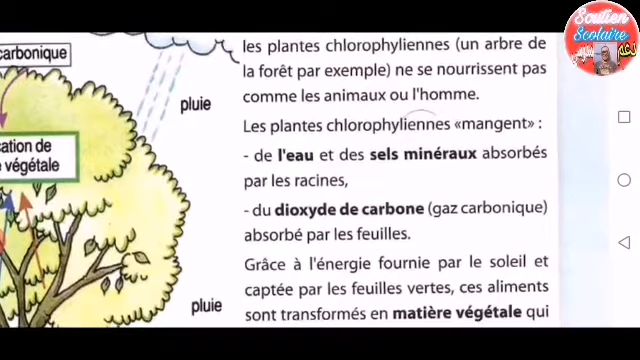 Soutien
Scolaire
carbonique
pluie
cation de
végétale
pluie
les plantes chlorophyliennes (un arbre de
la forêt par exemple) ne se nourrissent pas
comme les animaux ou l'homme.
Les plantes chlorophyliennes «mangent» :
- de l'eau et des sels minéraux absorbés
par les racines,
- du dioxyde de carbone (gaz carbonique)
absorbé par les feuilles.
Grâce à l'énergie fournie par le soleil et
captée par les feuilles vertes, ces aliments
sont transformés en matière végétale qui